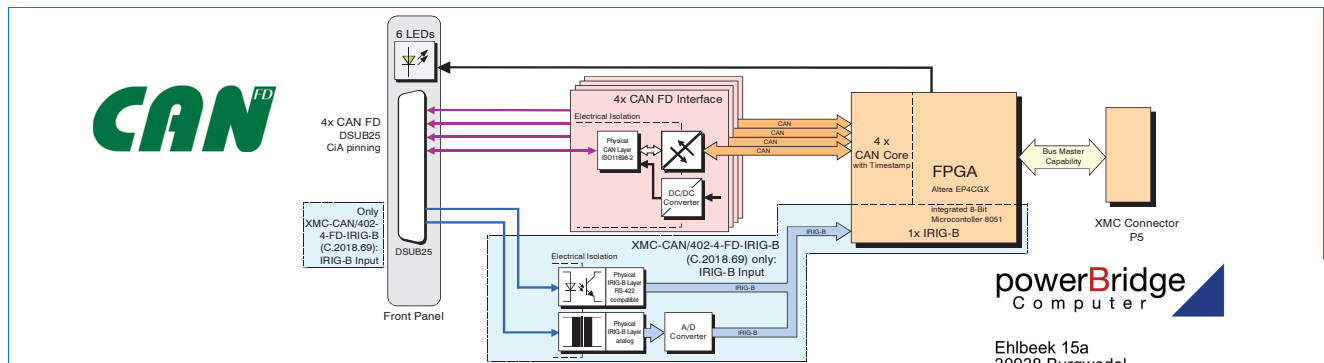 CAN FD
6 LEDs
4x CAN FD
DSUB25
CiA pinning
Only
XMC-CAN/402-
4-FD-IRIG-B
(C.2018.69):
IRIG-B Input
DSUB25
Front Panel
4x CAN FD Interface
Electrical Isolation
Physical
CAN Layer
ISO11898-2
DC/DC
Converter
CAN
CAN
CAN
CAN
4 x
CAN Core
with Timestamp
FPGA
Altera EP4CGX
integrated 8-Bit
Microcontoller 8051
1x IRIG-B
Bus Master
Capability
XMC Connector
P5
XMC-CAN/402-4-FD-IRIG-B
(C.2018.69) only:
IRIG-B Input
Electrical Isolation
Physical
IRIG-B Layer
RS-422
compatible
IRIG-B
IRIG-B
Physical
IRIG-B Layer
analog
A/D
Converter
IRIG-B
powerBridge
Computer
Ehlbeek 15a
30938 Burgwedel